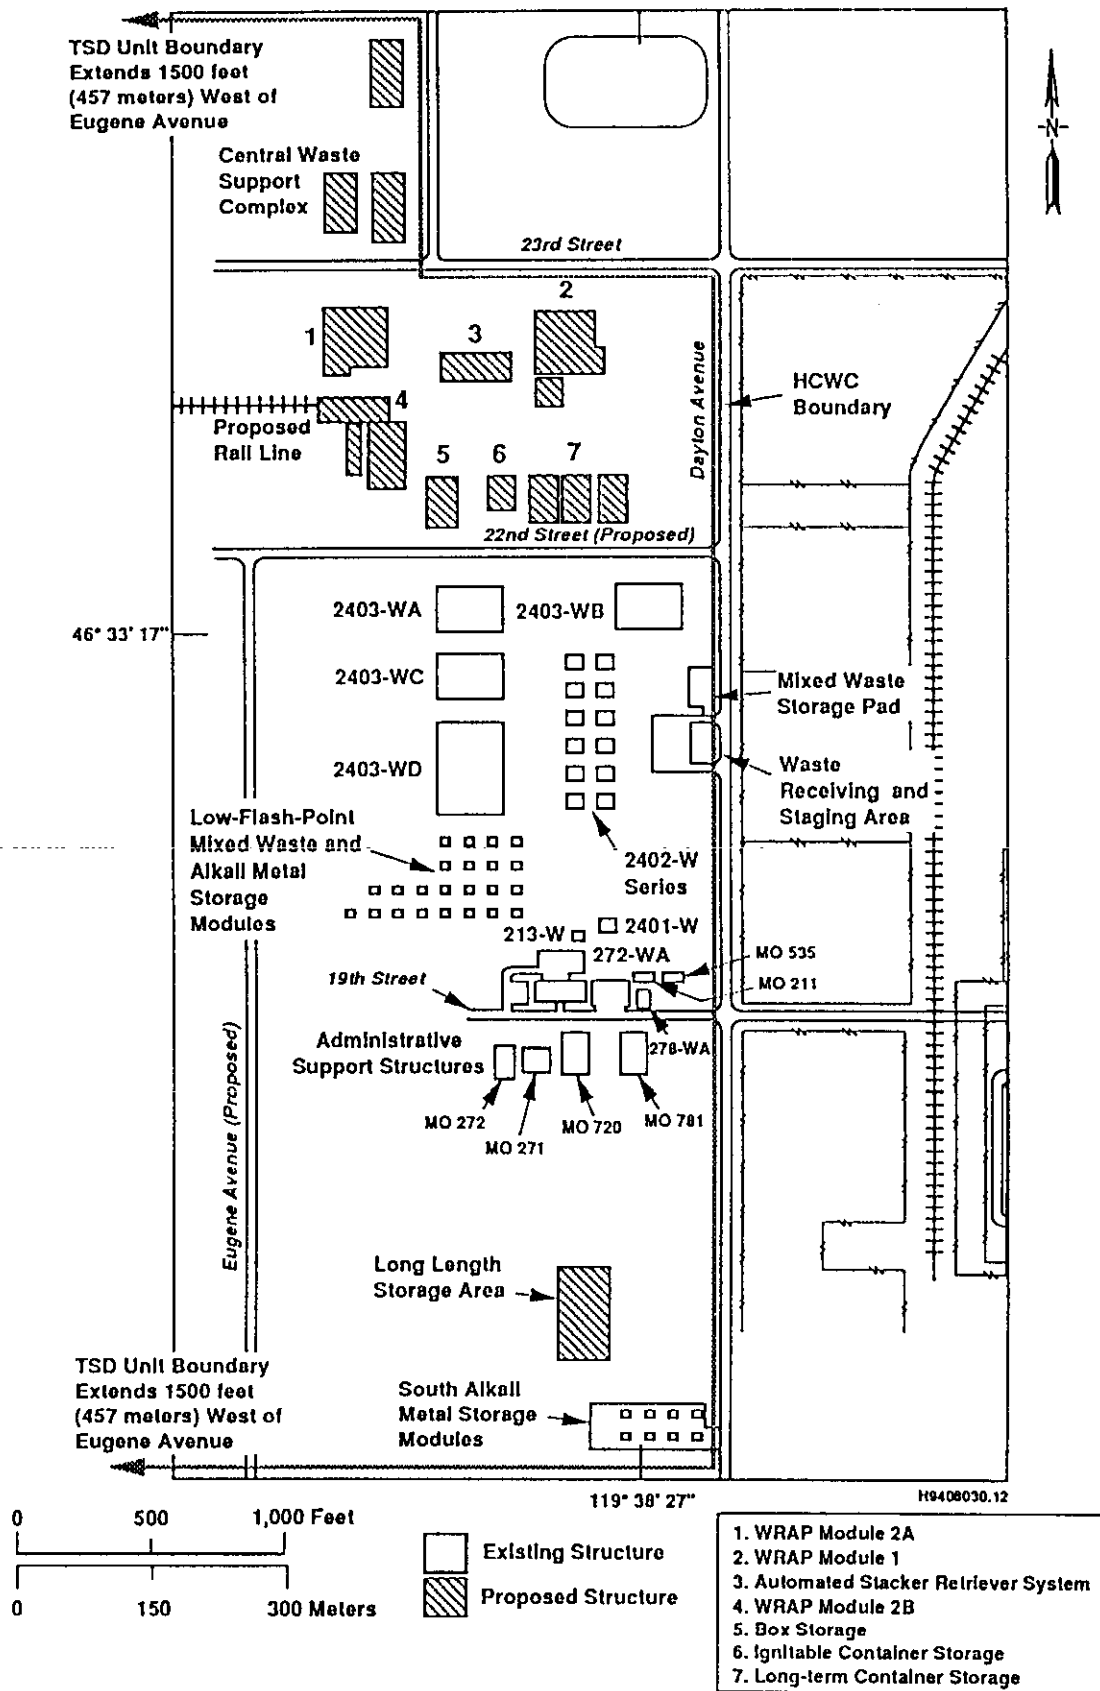 TSD Unit Boundary
Extends 1500 feet
(457 meters) West of
Eugene Avenue
Central Waste
Support
Complex
N
23rd Street
1
2
3
4
Proposed
Rail Line
5
6
7
22nd Street (Proposed)
Dayton Avenue
HCWC
Boundary
2403-WA
2403-WB
46° 33' 17"
2403-WC
Mixed Waste
Storage Pad
2403-WD
Waste
Receiving and
Staging Area
Low-Flash-Point
Mixed Waste and
Alkali Metal
Storage
Modules
2402-W
Series
2401-W
213-W
272-WA
MO 535
MO 211
19th Street
278-WA
Administrative
Support Structures
MO 272
MO 271
MO 720
MO 781
Eugene Avenue (Proposed)
Long Length
Storage Area
TSD Unit Boundary
Extends 1500 feet
(457 meters) West of
Eugene Avenue
South Alkali
Metal Storage
Modules
119° 38' 27"
H9408030.12
0 500 1,000 Feet
0 150 300 Meters
Existing Structure
Proposed Structure
1. WRAP Module 2A
2. WRAP Module 1
3. Automated Stacker Retriever System
4. WRAP Module 2B
5. Box Storage
6. Ignitable Container Storage
7. Long-term Container Storage